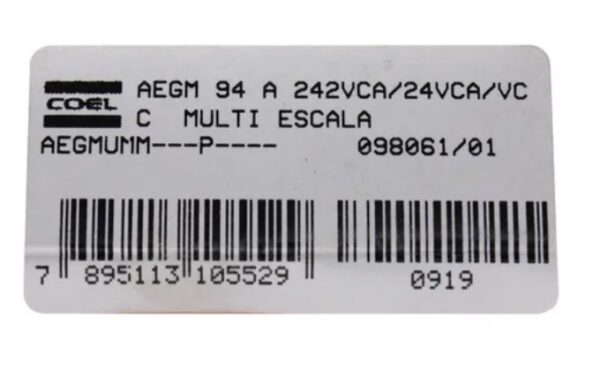 COEL AEGM 94 A 242VCA/24VCA/VC
C MULTI ESCALA
AEGMUMM---P---- 098061/01
7 895113 105529 0919